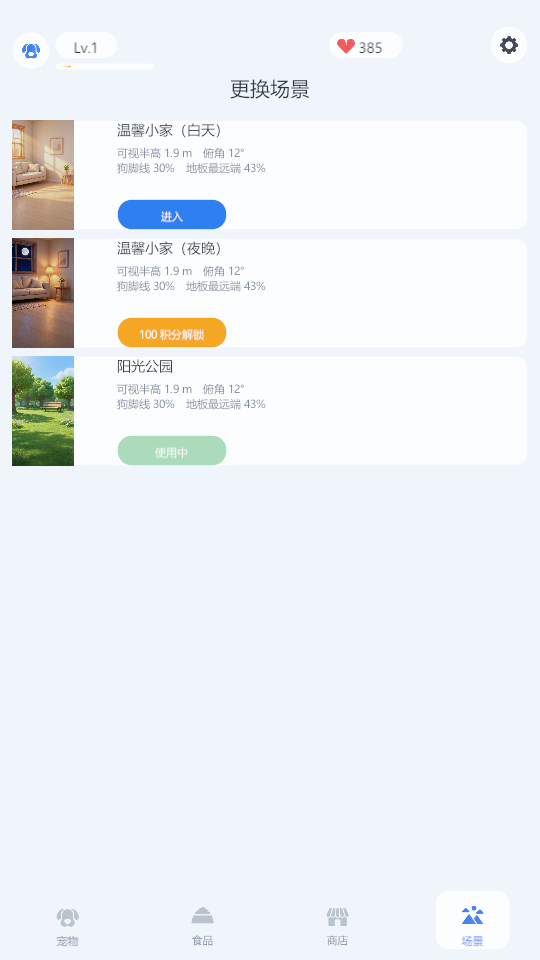 Lv.1
385
更换场景
温馨小家（白天）
可视半高 1.9 m 俯角 12°
狗脚线 30% 地板最远端 43%
进入
温馨小家（夜晚）
可视半高 1.9 m 俯角 12°
狗脚线 30% 地板最远端 43%
100 积分解锁
阳光公园
可视半高 1.9 m 俯角 12°
狗脚线 30% 地板最远端 43%
使用中
宠物
食品
商店
场景